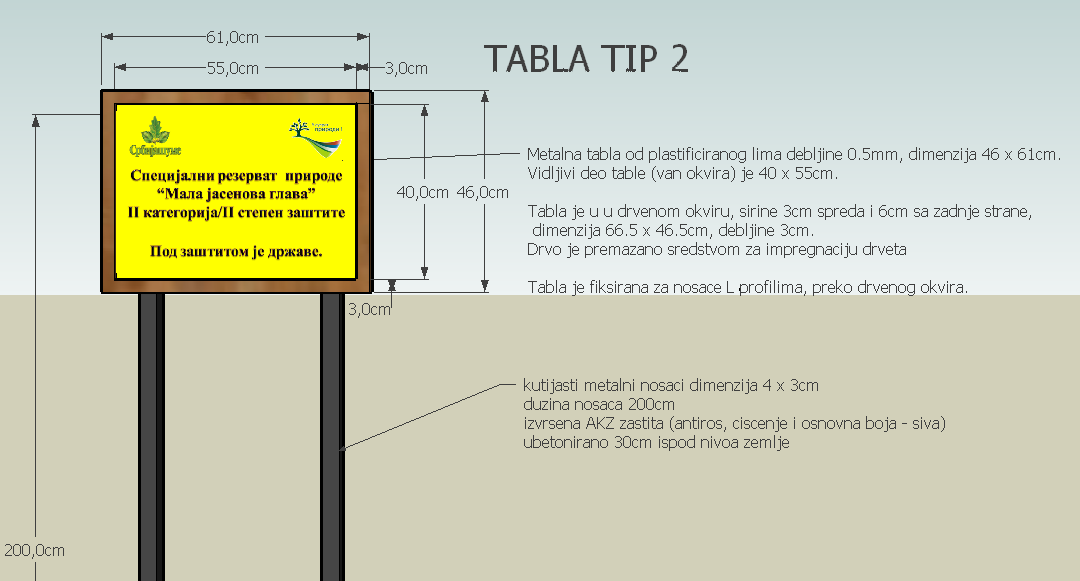 61,0cm
TABLA TIP 2
55,0cm
3,0cm
Србијашуме
природи!
Специјални резерват природе
“Мала јасенова глава”
II категорија/II степен заштите
Под заштитом је државе.
40,0cm
46,0cm
3,0cm
200,0cm
Metalna tabla od plastificiranog lima debljine 0.5mm, dimenzija 46 x 61cm.
Vidljivi deo table (van okvira) je 40 x 55cm.
Tabla je u u drvenom okviru, sirine 3cm spreda i 6cm sa zadnje strane,
dimenzija 66.5 x 46.5cm, debljine 3cm.
Drvo je premazano sredstvom za impregnaciju drveta
Tabla je fiksirana za nosace L profilima, preko drvenog okvira.
kutijasti metalni nosaci dimenzija 4 x 3cm
duzina nosaca 200cm
izvrsena AKZ zastita (antiros, ciscenje i osnovna boja - siva)
ubetonirano 30cm ispod nivoa zemlje